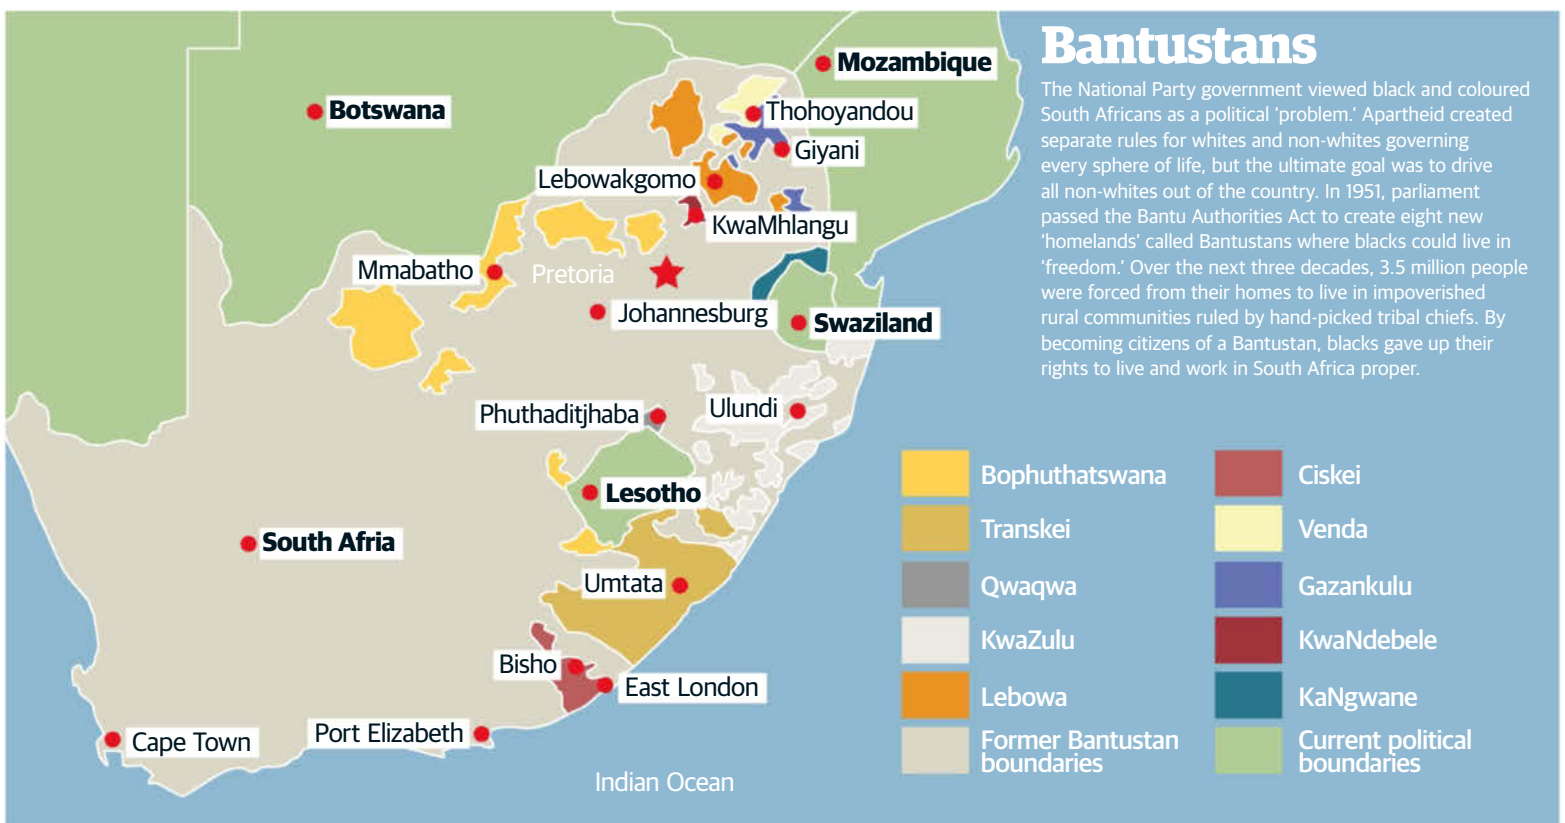 Bantustans
The National Party government viewed black and coloured
South Africans as a political 'problem.' Apartheid created
separate rules for whites and non-whites governing
every sphere of life, but the ultimate goal was to drive
all non-whites out of the country. In 1951, parliament
passed the Bantu Authorities Act to create eight new
'homelands' called Bantustans where blacks could live in
'freedom.' Over the next three decades, 3.5 million people
were forced from their homes to live in impoverished
rural communities ruled by hand-picked tribal chiefs. By
becoming citizens of a Bantustan, blacks gave up their
rights to live and work in South Africa proper.
Mozambique
Botswana
Thohoyandou
Giyani
Lebowakgomo
KwaMhlangu
Mmabatho
Pretoria
Johannesburg
Swaziland
Phuthaditjhaba
Ulundi
Lesotho
South Afria
Umtata
Bisho
East London
Port Elizabeth
Cape Town
Indian Ocean
Bophuthatswana
Transkei
Qwaqwa
KwaZulu
Lebowa
Former Bantustan
boundaries
Ciskei
Venda
Gazankulu
KwaNdebele
KaNgwane
Current political
boundaries